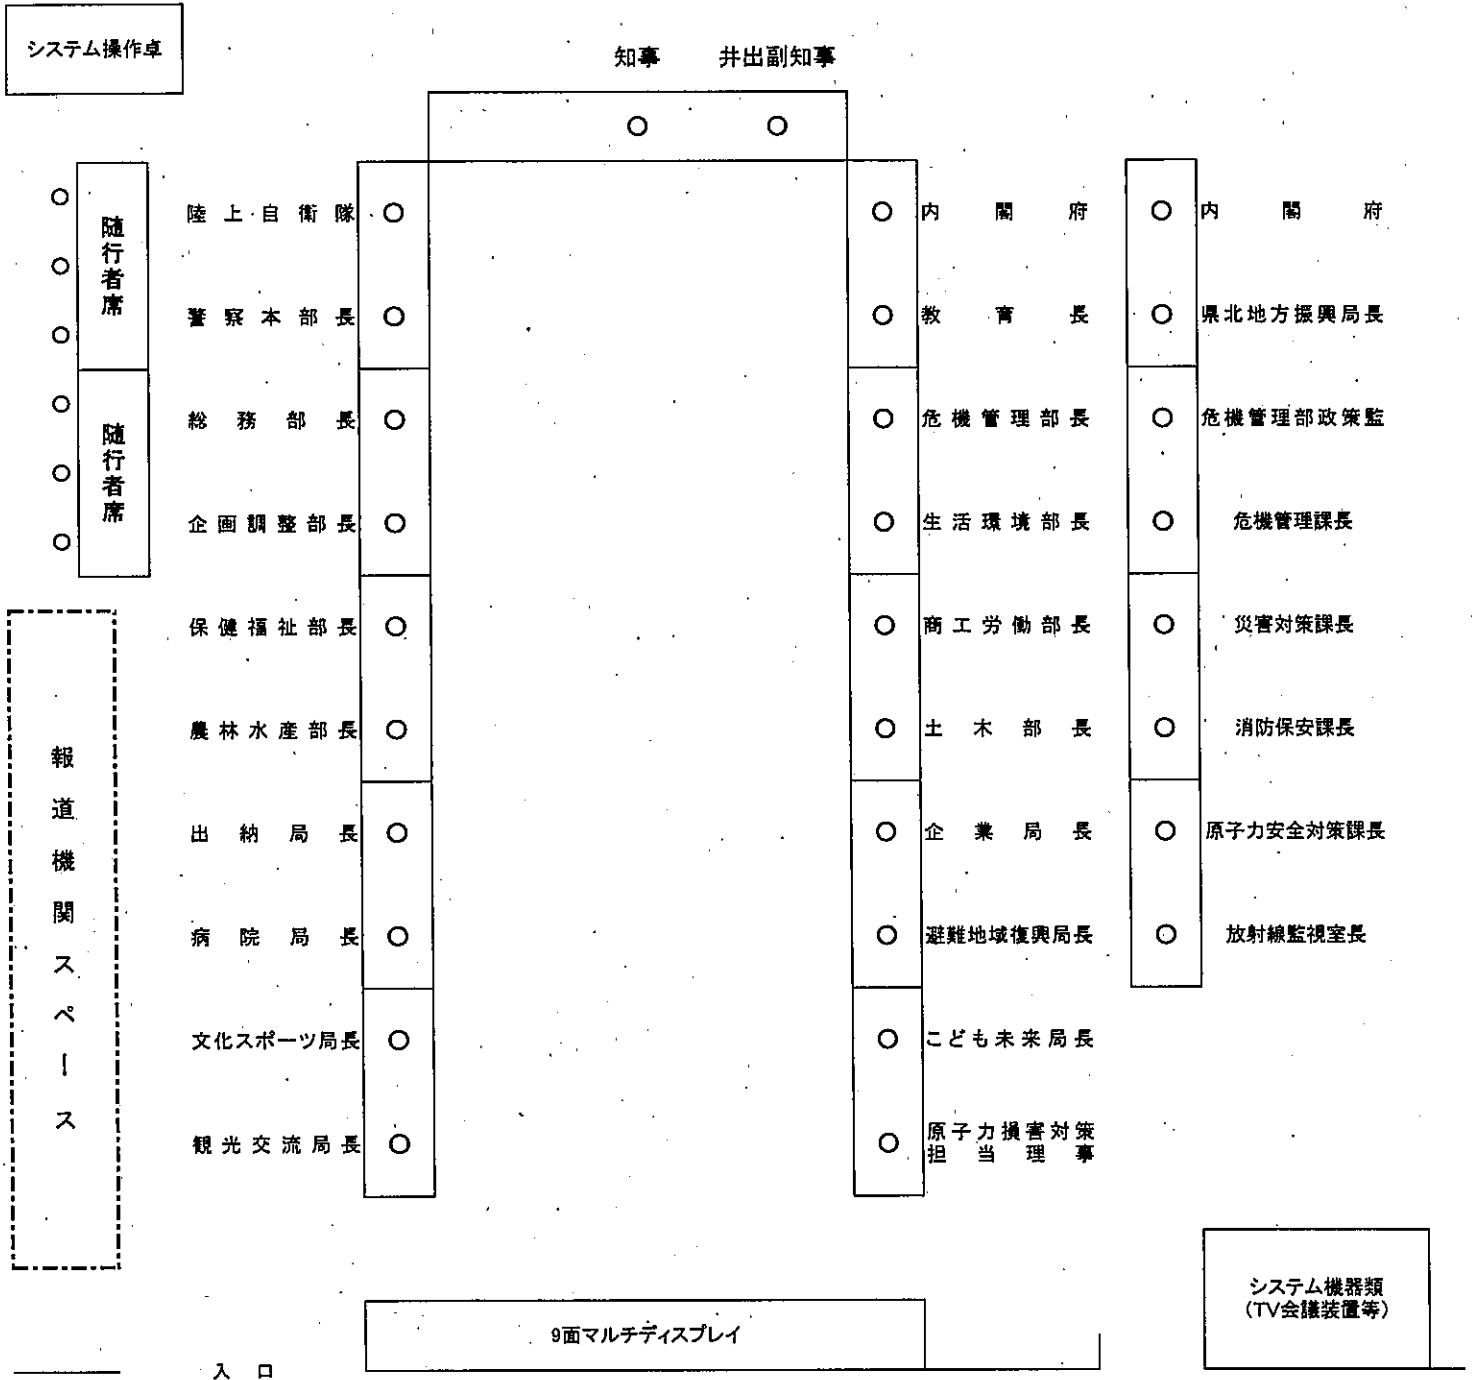 システム操作卓
知事 井出副知事
随行者席
随行者席
陸上自衛隊
警察本部長
総務部長
企画調整部長
保健福祉部長
農林水産部長
出納局長
病院局長
文化スポーツ局長
観光交流局長
内閣府
教育長
危機管理部長
生活環境部長
商工労働部長
土木部長
企業局長
避難地域復興局長
こども未来局長
原子力損害対策
担当理事
内閣府
県北地方振興局長
危機管理部政策監
危機管理課長
災害対策課長
消防保安課長
原子力安全対策課長
放射線監視室長
報道機関スペース
9面マルチディスプレイ
システム機器類
(TV会議装置等)
入口